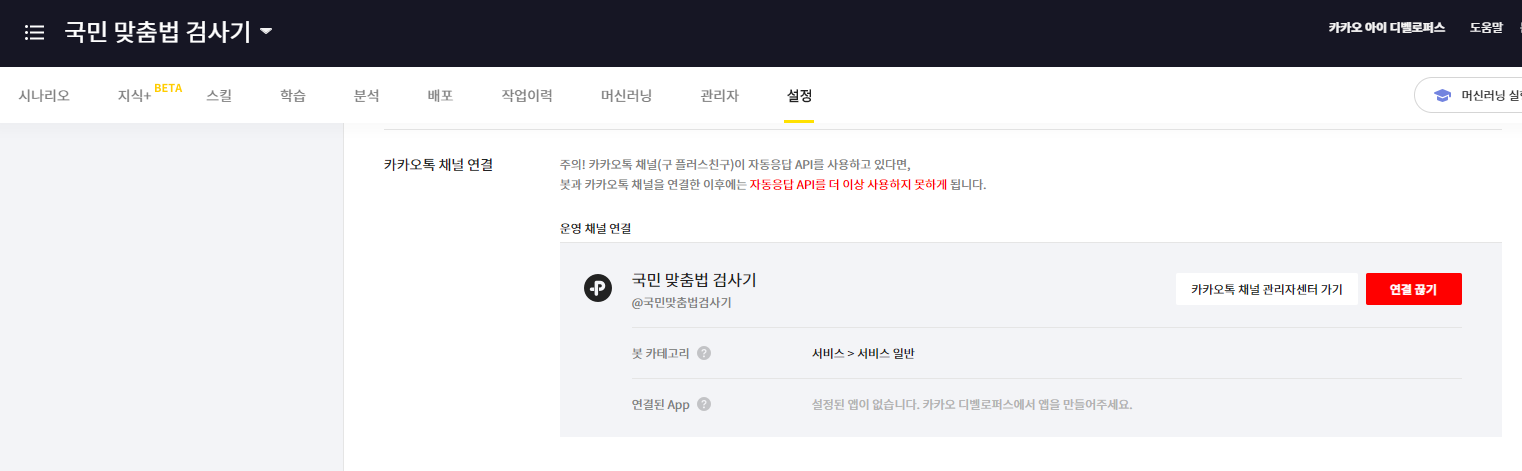 국민 맞춤법 검사기
카카오 아이 디벨로퍼스 도움말
시나리오 지식+ BETA 스킬 학습 분석 배포 작업이력 머신러닝 관리자 설정
머신러닝
카카오톡 채널 연결
주의! 카카오톡 채널(구 플러스친구)이 자동응답 API를 사용하고 있다면,
봇과 카카오톡 채널을 연결한 이후에는 자동응답 API를 더 이상 사용하지 못하게 됩니다.
운영 채널 연결
국민 맞춤법 검사기
@국민맞춤법검사기
카카오톡 채널 관리자센터 가기 연결 끊기
봇 카테고리 ? 서비스 > 서비스 일반
연결된 App ? 설정된 앱이 없습니다. 카카오 디벨로퍼스에서 앱을 만들어주세요.